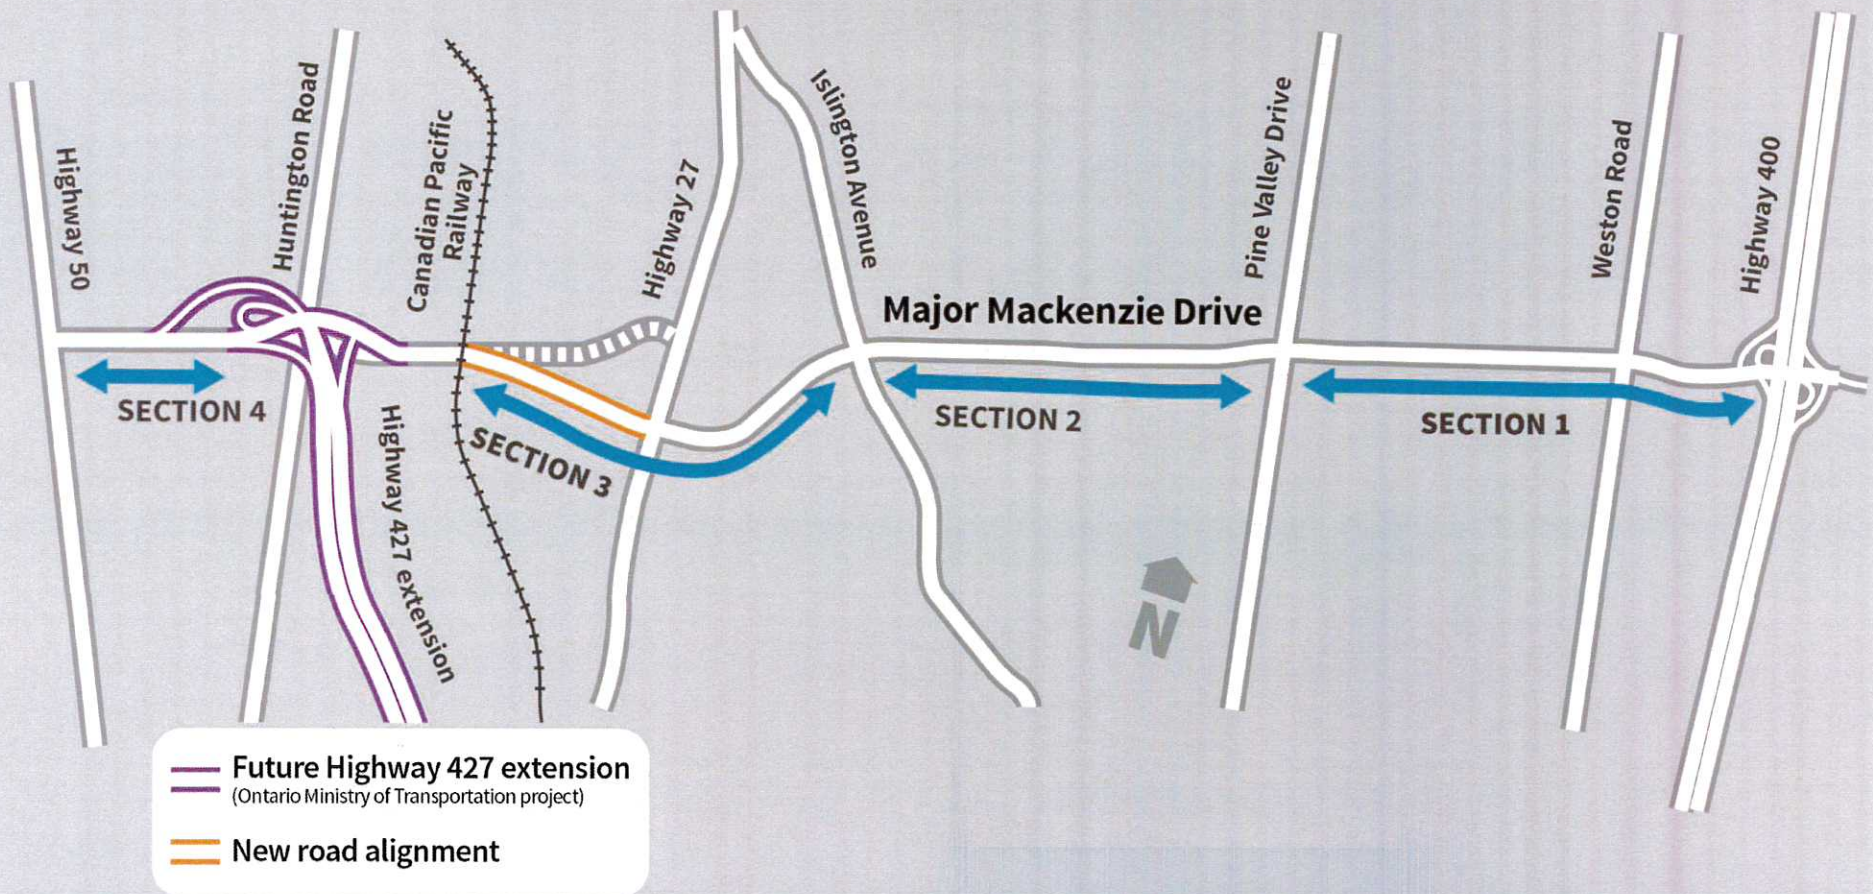 Highway 50
Huntington Road
Canadian Pacific
Railway
Highway 27
Islington Avenue
Pine Valley Drive
Weston Road
Highway 400
Major Mackenzie Drive
SECTION 4
SECTION 3
SECTION 2
SECTION 1
Highway 427 extension
N
Future Highway 427 extension
(Ontario Ministry of Transportation project)
New road alignment